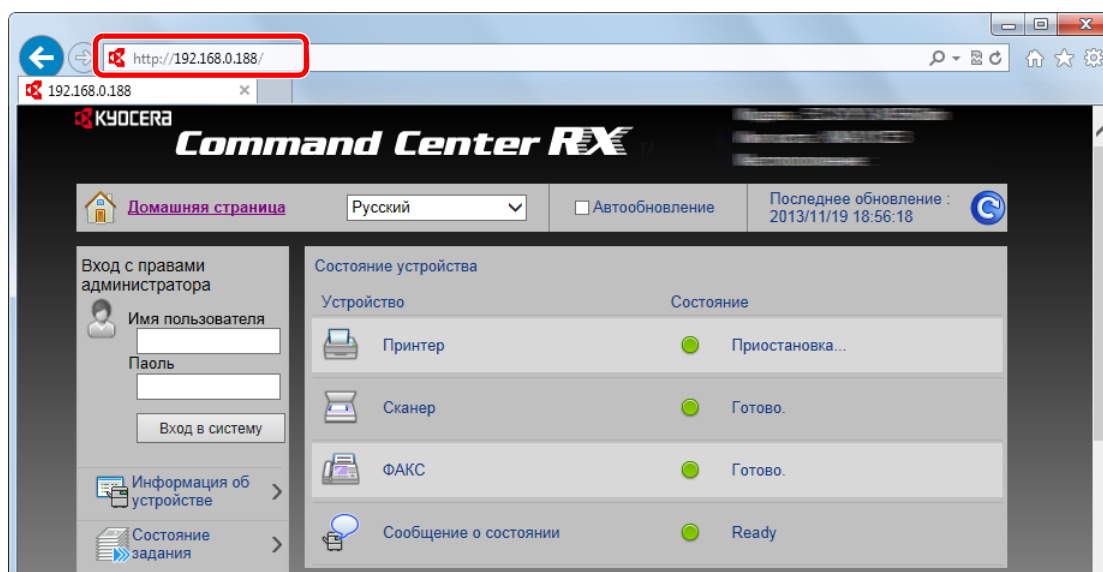 http://192.168.0.188/
192.168.0.188
KYOCERA
Command Center RX
Домашняя страница
Русский
Автообновление
Последнее обновление :
2013/11/19 18:56:18
Вход с правами
администратора
Имя пользователя
Паоль
Вход в систему
Информация об
устройстве
Состояние
задания
Состояние устройства
Устройство Состояние
Принтер Приостановка...
Сканер Готово.
ФАКС Готово.
Сообщение о состоянии Ready